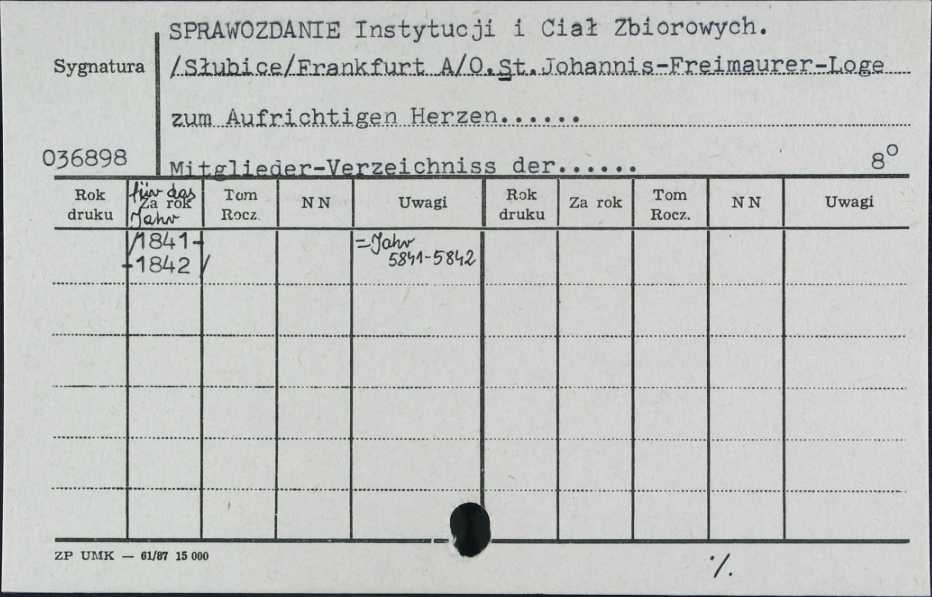 SPRAWOZDANIE Instytucji i Ciał Zbiorowych.
Sygnatura /Słubice/Frankfurt A/O.St.Johannis-Freimaurer-Loge
zum Aufrichtigen Herzen......
036898 Mitglieder-Verzeichniss der...... 8°
Rok druku für das Jahr Za rok Tom Rocz. NN Uwagi Rok druku Za rok Tom Rocz. NN Uwagi
/1841- =Jahr
-1842/ 5841-5842
ZP UMK — 61/87 15 000
·/.